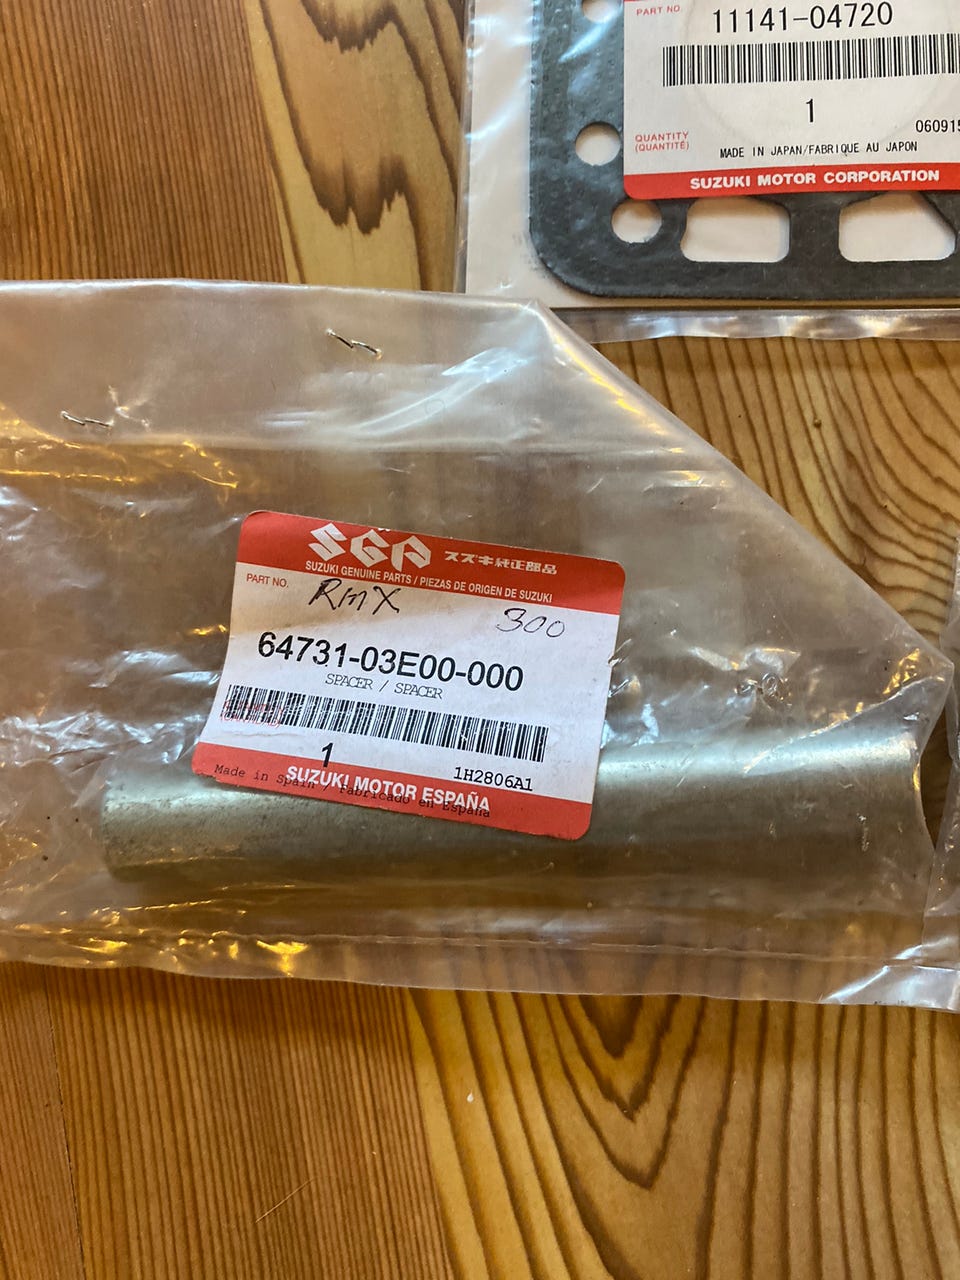 PART NO.
11141-04720
1
060915
QUANTITY
(QUANTITÉ)
MADE IN JAPAN/FABRIQUE AU JAPON
SUZUKI MOTOR CORPORATION
SGP スズキ純正部品
SUZUKI GENUINE PARTS / PIEZAS DE ORIGEN DE SUZUKI
PART NO.
RMX
300
64731-03E00-000
SPACER / SPACER
1
1H2806A1
Made in Spain / Fabricado en España
SUZUKI MOTOR ESPAÑA